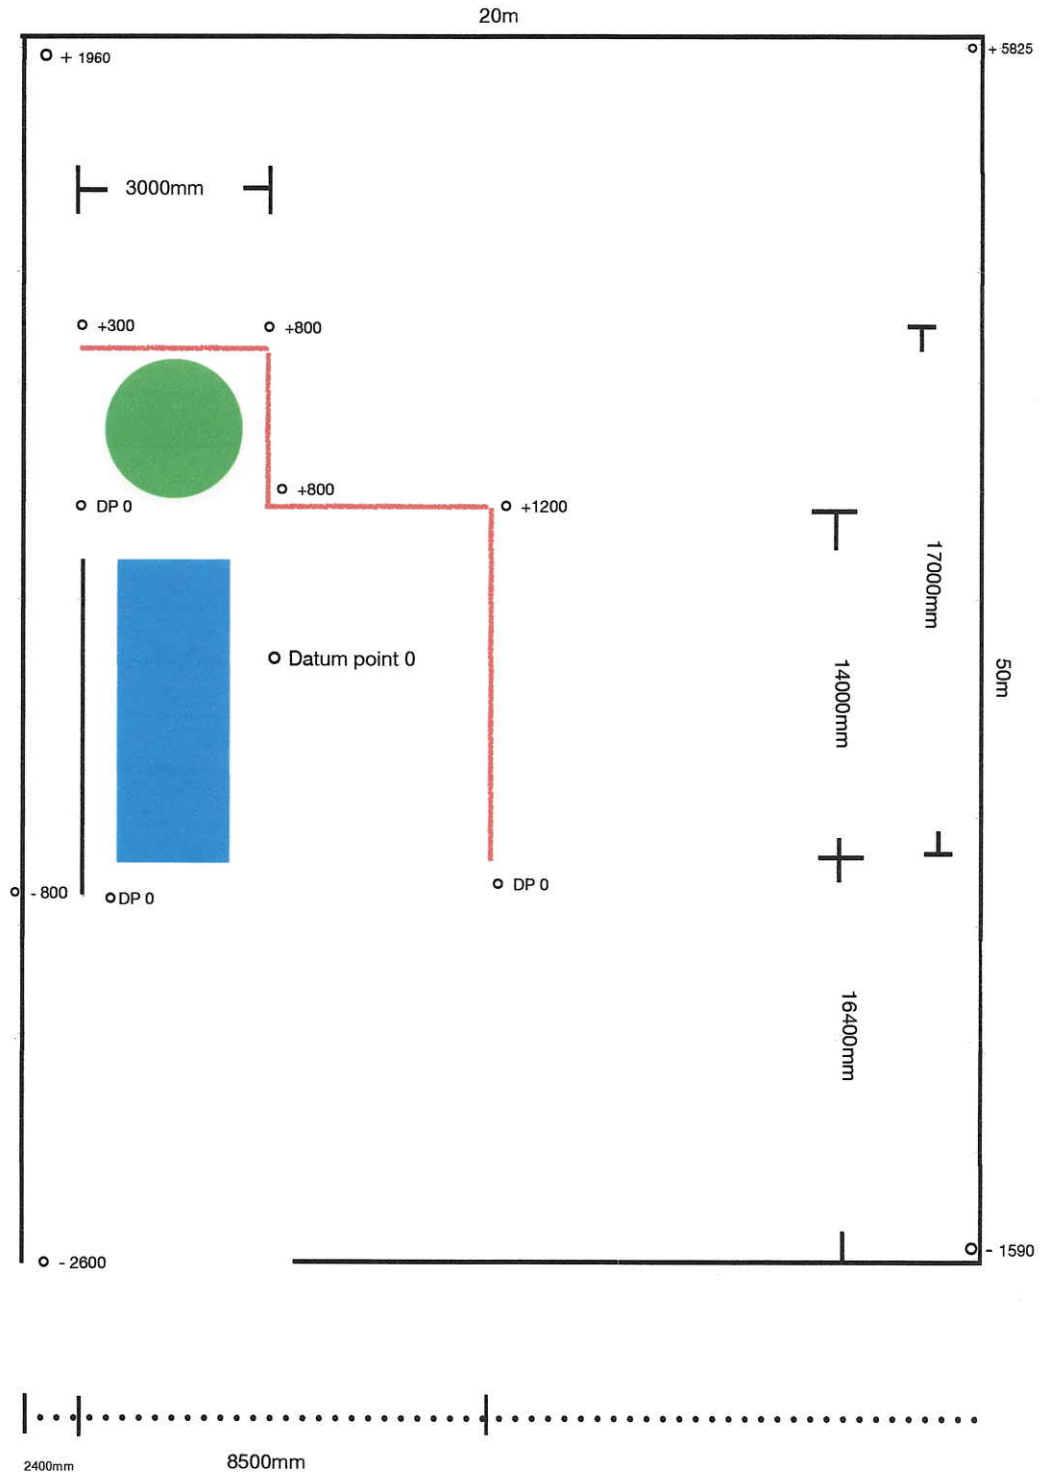 20m
+ 1960
+ 5825
3000mm
+300
+800
+800
DP 0
+1200
17000mm
Datum point 0
14000mm
50m
- 800
DP 0
DP 0
16400mm
- 2600
- 1590
2400mm
8500mm